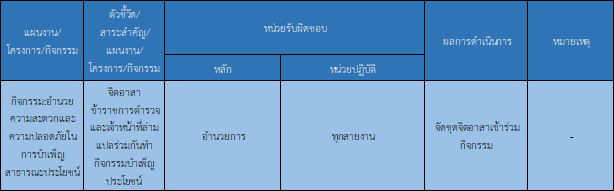 แผนงาน/
โครงการ/กิจกรรม
ตัวชี้วัด/
สาระสำคัญ/
แผนงาน/
โครงการ/กิจกรรม
หน่วยรับผิดชอบ
หลัก
หน่วยปฏิบัติ
ผลการดำเนินการ
หมายเหตุ
กิจกรรม:อำนวย
ความสะดวกและ
ความปลอดภัยใน
การบำเพ็ญ
สาธารณะประโยชน์
จิตอาสา
ข้าราชการตำรวจ
และเจ้าหน้าที่ล่าม
แปลร่วมกันทำ
กิจกรรมบำเพ็ญ
ประโยชน์
อำนวยการ
ทุกสายงาน
จัดชุดจิตอาสาเข้าร่วม
กิจกรรม
-